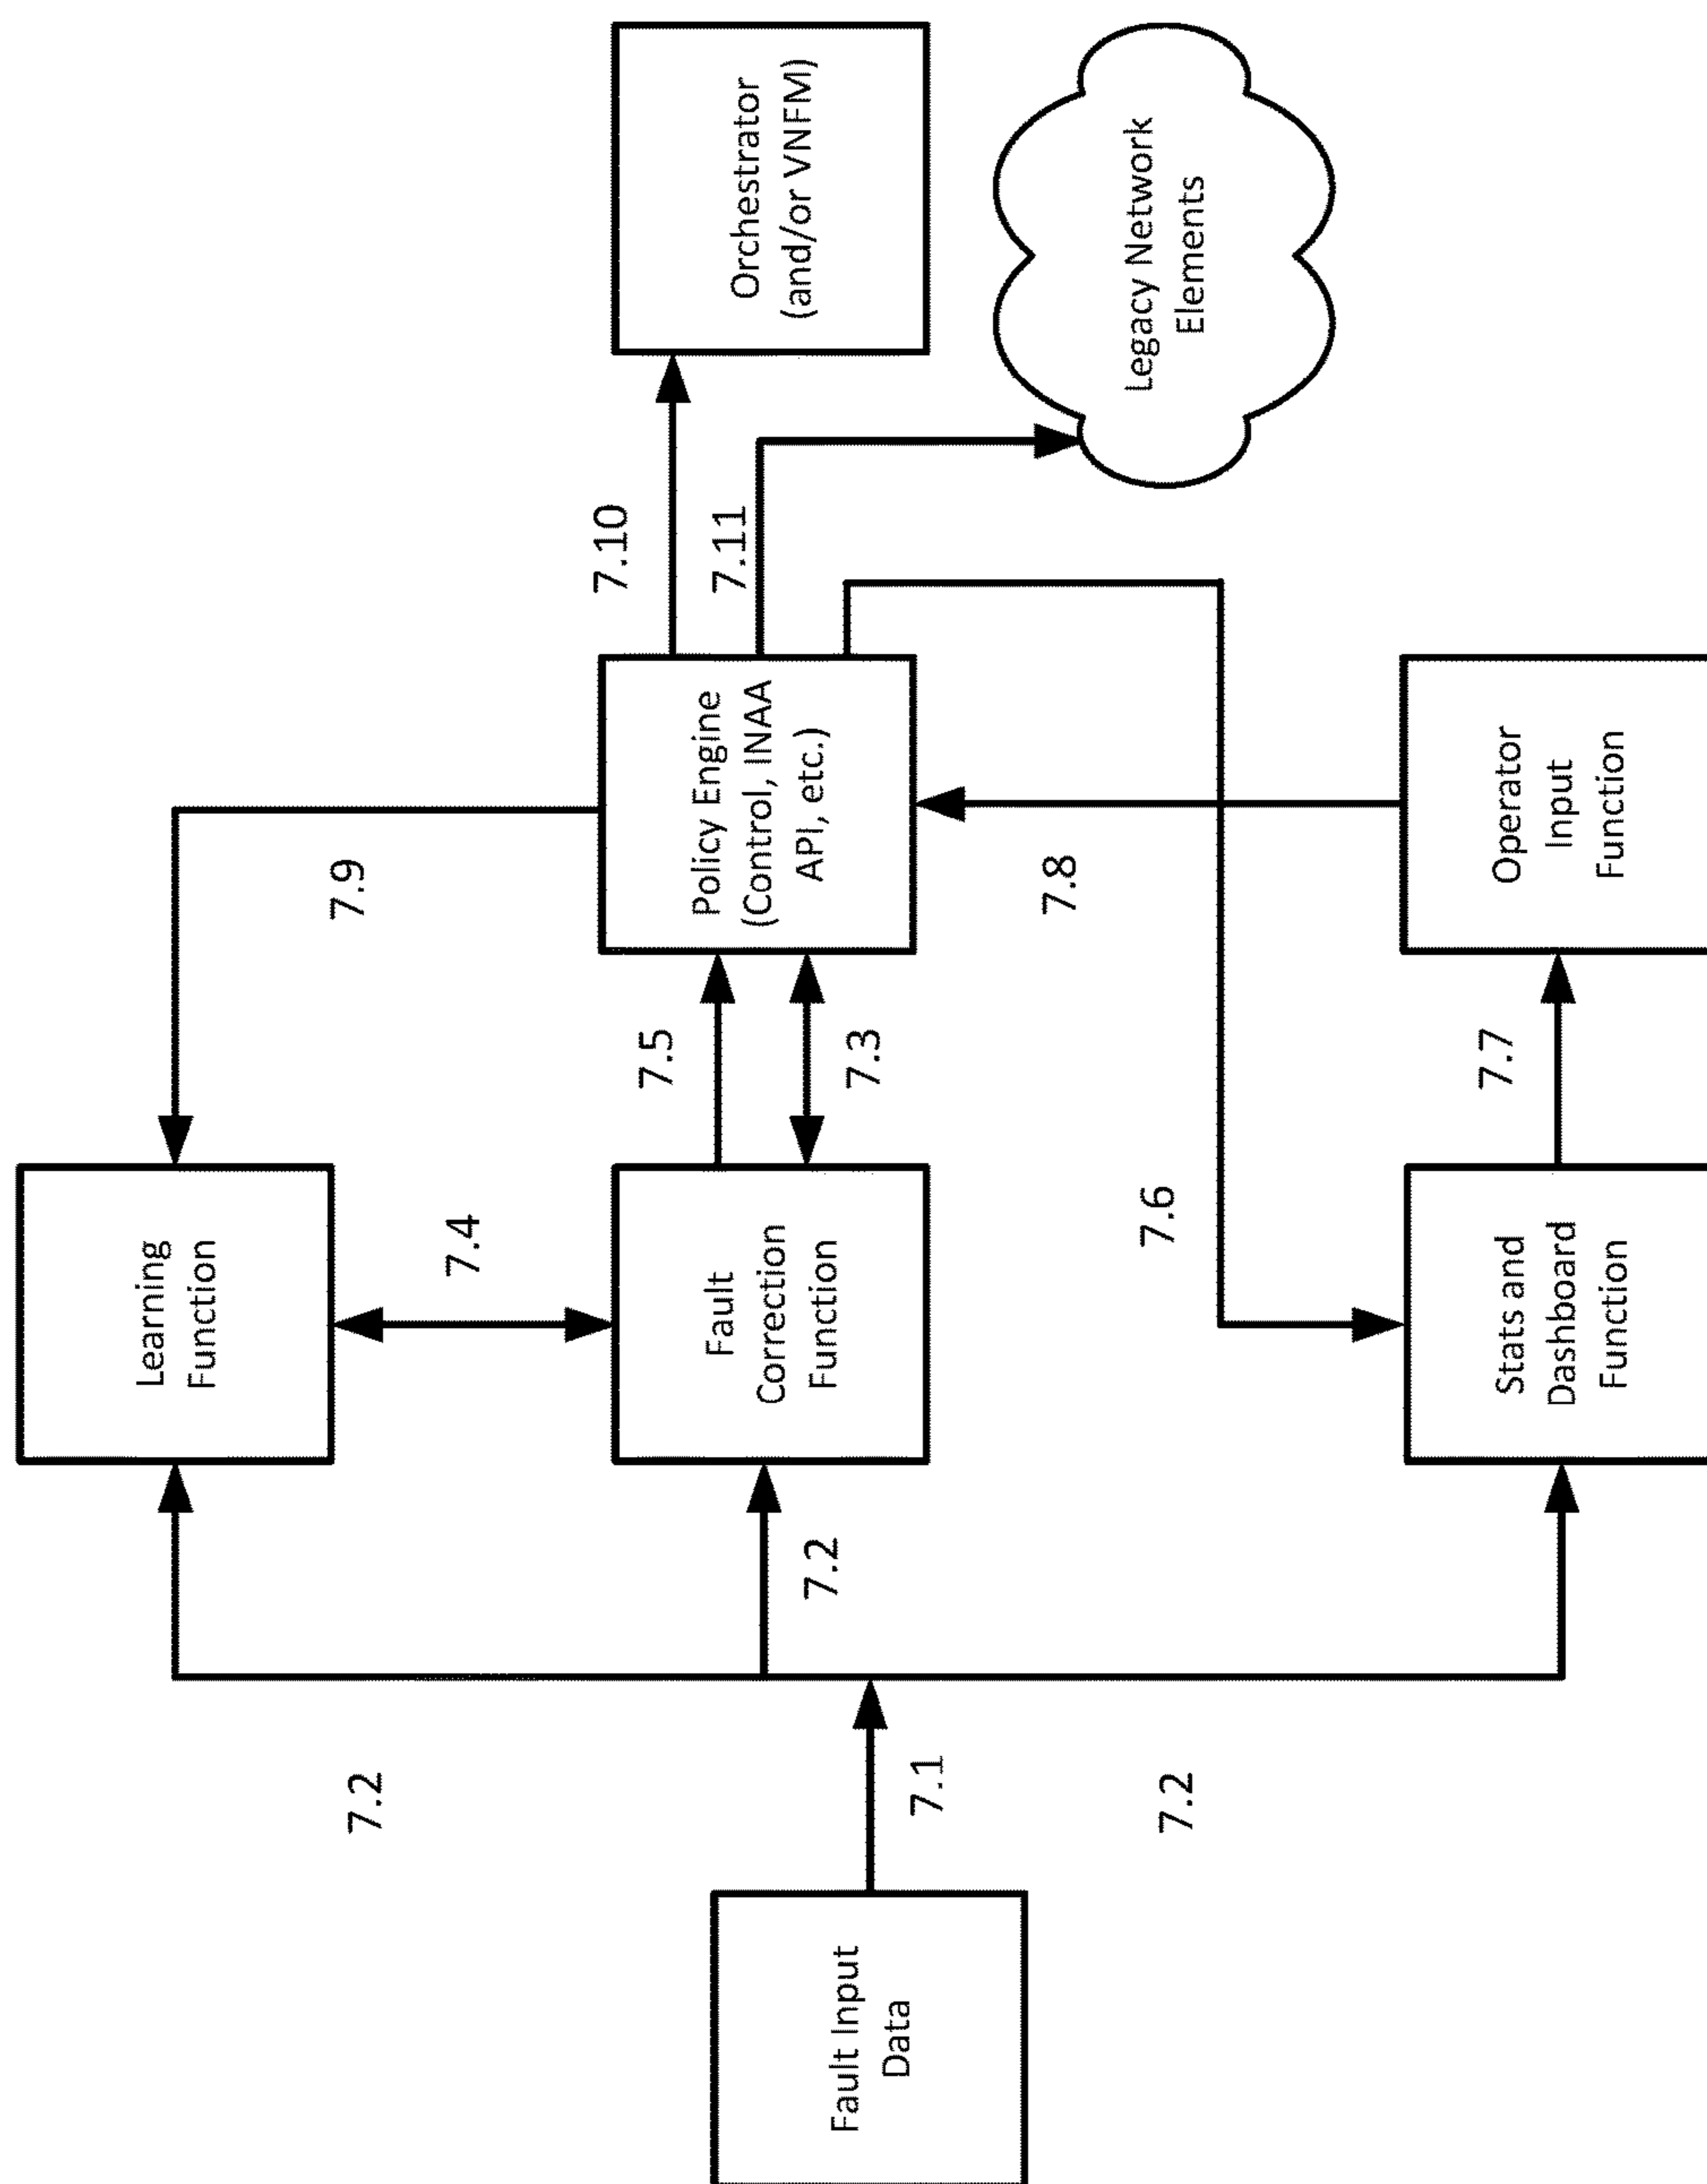 Fault Input
Data
7.1
7.2
7.2
7.2
Learning
Function
7.4
Fault
Correction
Function
Stats and
Dashboard
Function
7.9
7.5
7.3
7.6
7.7
Policy Engine
(Control, INAA
API, etc.)
7.8
Operator
Input
Function
7.10
7.11
Orchestrator
(and/or VNFM)
Legacy Network
Elements